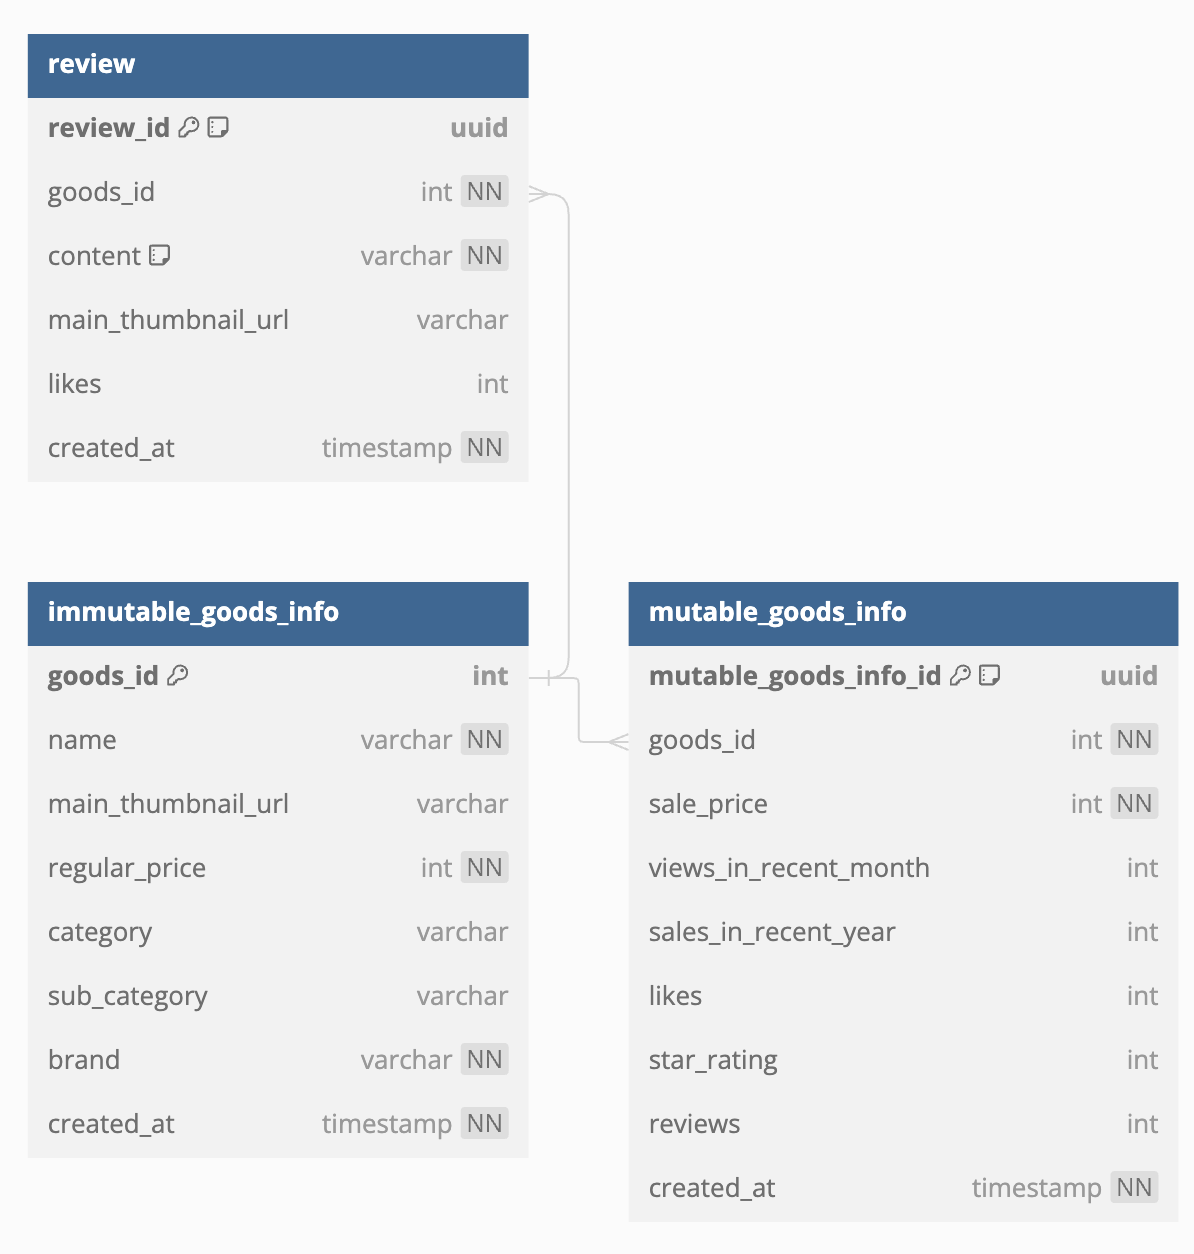 review
review_id uuid
goods_id int NN
content varchar NN
main_thumbnail_url varchar
likes int
created_at timestamp NN
immutable_goods_info
goods_id int
name varchar NN
main_thumbnail_url varchar
regular_price int NN
category varchar
sub_category varchar
brand varchar NN
created_at timestamp NN
mutable_goods_info
mutable_goods_info_id uuid
goods_id int NN
sale_price int NN
views_in_recent_month int
sales_in_recent_year int
likes int
star_rating int
reviews int
created_at timestamp NN